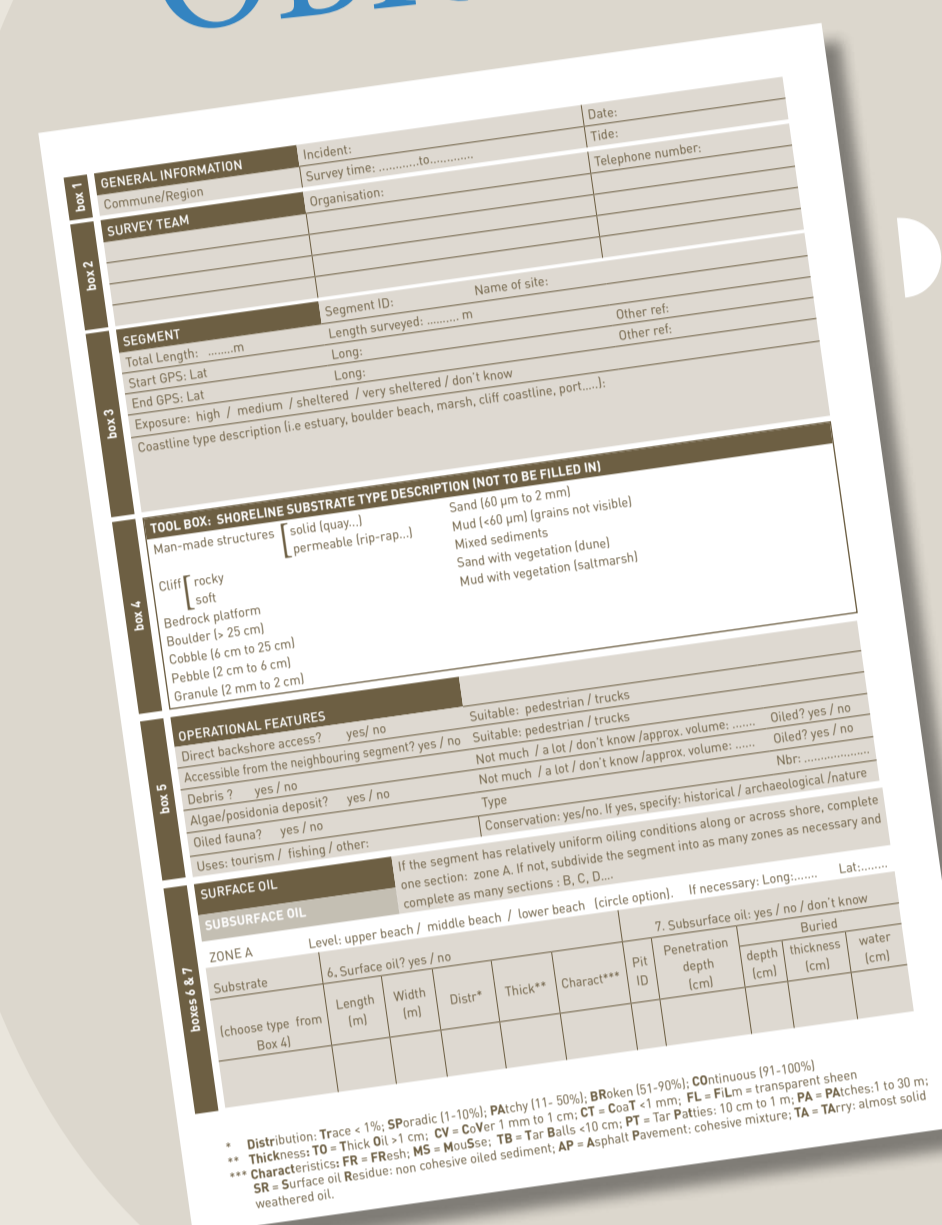 box 1
GENERAL INFORMATION
Incident:
Date:
Commune/Region
Survey time: ............to.............
Tide:
box 2
SURVEY TEAM
Organisation:
Telephone number:
box 3
SEGMENT
Segment ID:
Name of site:
Total Length: ........m
Length surveyed: .......... m
Start GPS: Lat
Long:
Other ref:
End GPS: Lat
Long:
Other ref:
Exposure: high / medium / sheltered / very sheltered / don't know
Coastline type description (i.e estuary, boulder beach, marsh, cliff coastline, port.....):
box 4
TOOL BOX: SHORELINE SUBSTRATE TYPE DESCRIPTION (NOT TO BE FILLED IN)
Man-made structures
solid (quay...)
permeable (rip-rap...)
Cliff
rocky
soft
Bedrock platform
Boulder (> 25 cm)
Cobble (6 cm to 25 cm)
Pebble (2 cm to 6 cm)
Granule (2 mm to 2 cm)
Sand (60 µm to 2 mm)
Mud (<60 µm) (grains not visible)
Mixed sediments
Sand with vegetation (dune)
Mud with vegetation (saltmarsh)
box 5
OPERATIONAL FEATURES
Direct backshore access? yes/ no Suitable: pedestrian / trucks
Accessible from the neighbouring segment? yes / no Suitable: pedestrian / trucks
Debris ? yes / no Not much / a lot / don't know /approx. volume: ....... Oiled? yes / no
Algae/posidonia deposit? yes / no Not much / a lot / don't know /approx. volume: ...... Oiled? yes / no
Oiled fauna? yes / no Type Nbr: ...................
Uses: tourism / fishing / other: Conservation: yes/no. If yes, specify: historical / archaeological /nature
boxes 6 & 7
SURFACE OIL
SUBSURFACE OIL
If the segment has relatively uniform oiling conditions along or across shore, complete
one section: zone A. If not, subdivide the segment into as many zones as necessary and
complete as many sections : B, C, D....
ZONE A Level: upper beach / middle beach / lower beach (circle option). If necessary: Long:....... Lat:........
Substrate
(choose type from
Box 4)
6. Surface oil? yes / no
Length
(m)
Width
(m)
Distr*
Thick**
Charact***
7. Subsurface oil: yes / no / don't know
Pit
ID
Penetration
depth
(cm)
Buried
depth
(cm)
thickness
(cm)
water
(cm)
* Distribution: Trace < 1%; SPoradic (1-10%); PAtchy (11- 50%); BRoken (51-90%); COntinuous (91-100%)
** Thickness: TO = Thick Oil >1 cm; CV = CoVer 1 mm to 1 cm; CT = CoaT <1 mm; FL = FiLm = transparent sheen
*** Characteristics: FR = FResh; MS = MouSse; TB = Tar Balls <10 cm; PT = Tar Patties: 10 cm to 1 m; PA = PAtches:1 to 30 m;
SR = Surface oil Residue: non cohesive oiled sediment; AP = Asphalt Pavement: cohesive mixture; TA = TArry: almost solid
weathered oil.